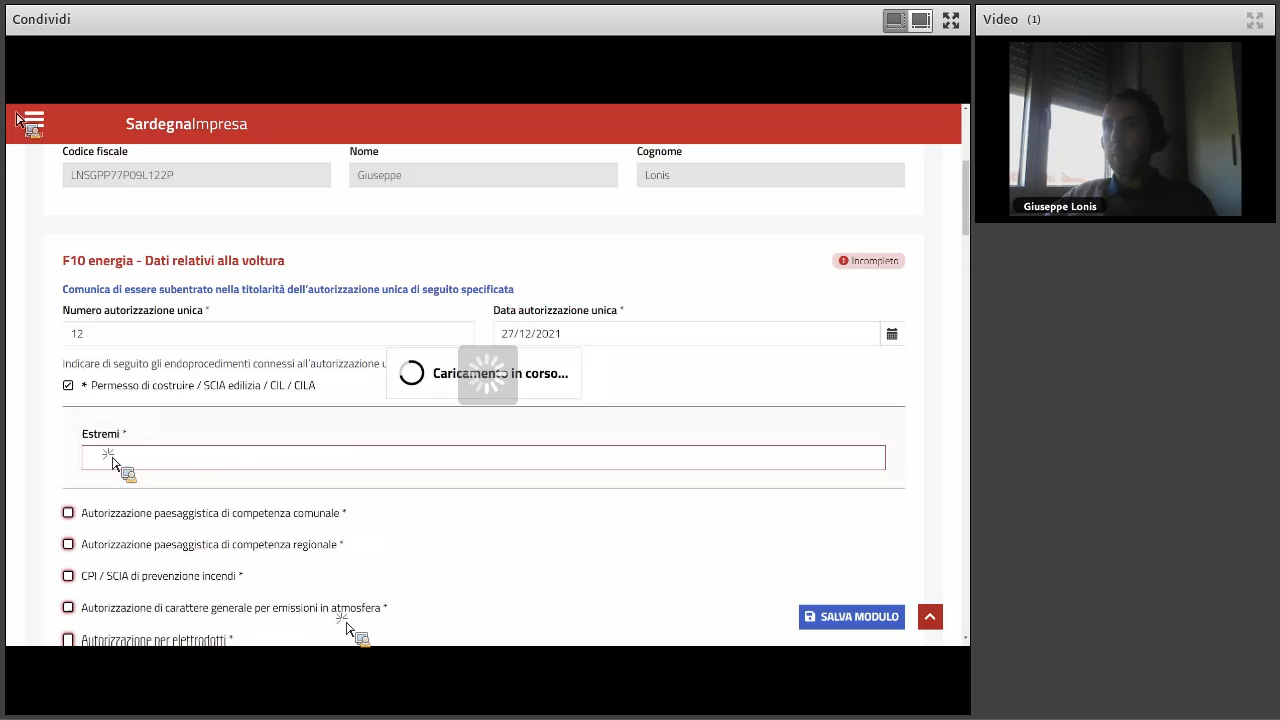 Condividi
Video (1)
SardegnaImpresa
Codice fiscale
Nome
Cognome
LNSGPP77P09L122P
Giuseppe
Lonis
Giuseppe Lonis
F10 energia - Dati relativi alla voltura
Incompleto
Comunica di essere subentrato nella titolarità dell'autorizzazione unica di seguito specificata
Numero autorizzazione unica *
Data autorizzazione unica *
12
27/12/2021
Indicare di seguito gli endoprocedimenti connessi all'autorizzazione
Caricamento in corso...
* Permesso di costruire / SCIA edilizia / CIL / CILA
Estremi *
Autorizzazione paesaggistica di competenza comunale *
Autorizzazione paesaggistica di competenza regionale *
CPI / SCIA di prevenzione incendi *
Autorizzazione di carattere generale per emissioni in atmosfera *
SALVA MODULO
Autorizzazione per elettrodotti *